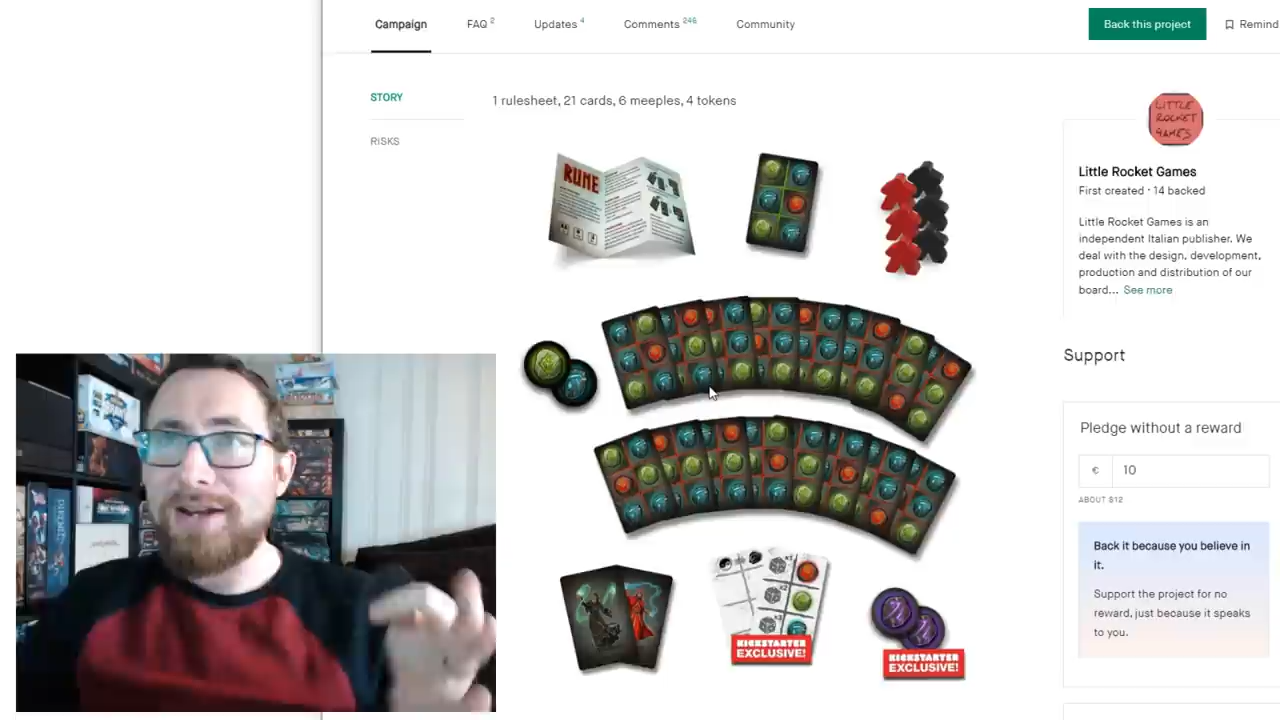 Campaign
FAQ 2
Updates 4
Comments 246
Community
Back this project
Remind
STORY
RISKS
1 rulesheet, 21 cards, 6 meeples, 4 tokens
RUNE
KICKSTARTER
EXCLUSIVE!
KICKSTARTER
EXCLUSIVE!
LITTLE
ROCKET
GAMES
Little Rocket Games
First created · 14 backed
Little Rocket Games is an
independent Italian publisher. We
deal with the design, development,
production and distribution of our
board... See more
Support
Pledge without a reward
€ 10
ABOUT $12
Back it because you believe in
it.
Support the project for no
reward, just because it speaks
to you.